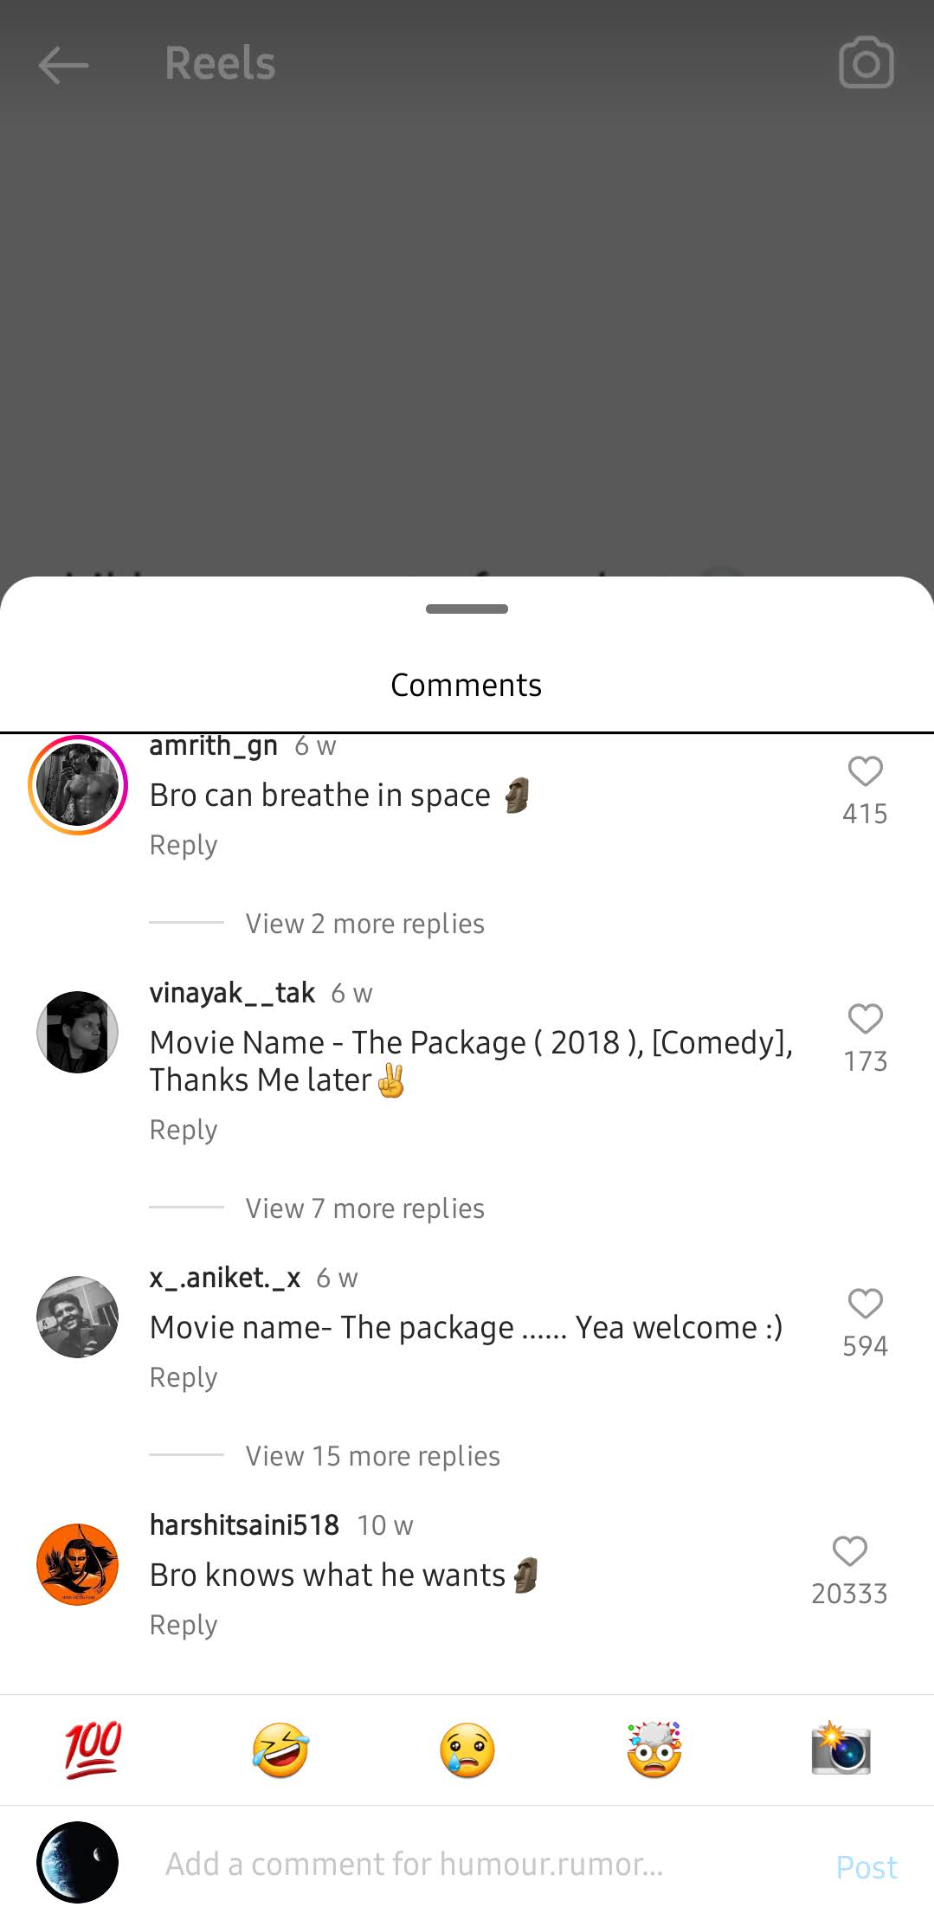 Reels
Comments
amrith_gn 6 w
Bro can breathe in space 🗿
415
Reply
View 2 more replies
vinayak__tak 6 w
Movie Name - The Package ( 2018 ), [Comedy],
Thanks Me later✌️
173
Reply
View 7 more replies
x_.aniket._x 6 w
Movie name- The package ...... Yea welcome :)
594
Reply
View 15 more replies
harshitsaini518 10 w
Bro knows what he wants🗿
20333
Reply
💯 🤣 😢 🤯 📸
Add a comment for humour.rumor...
Post